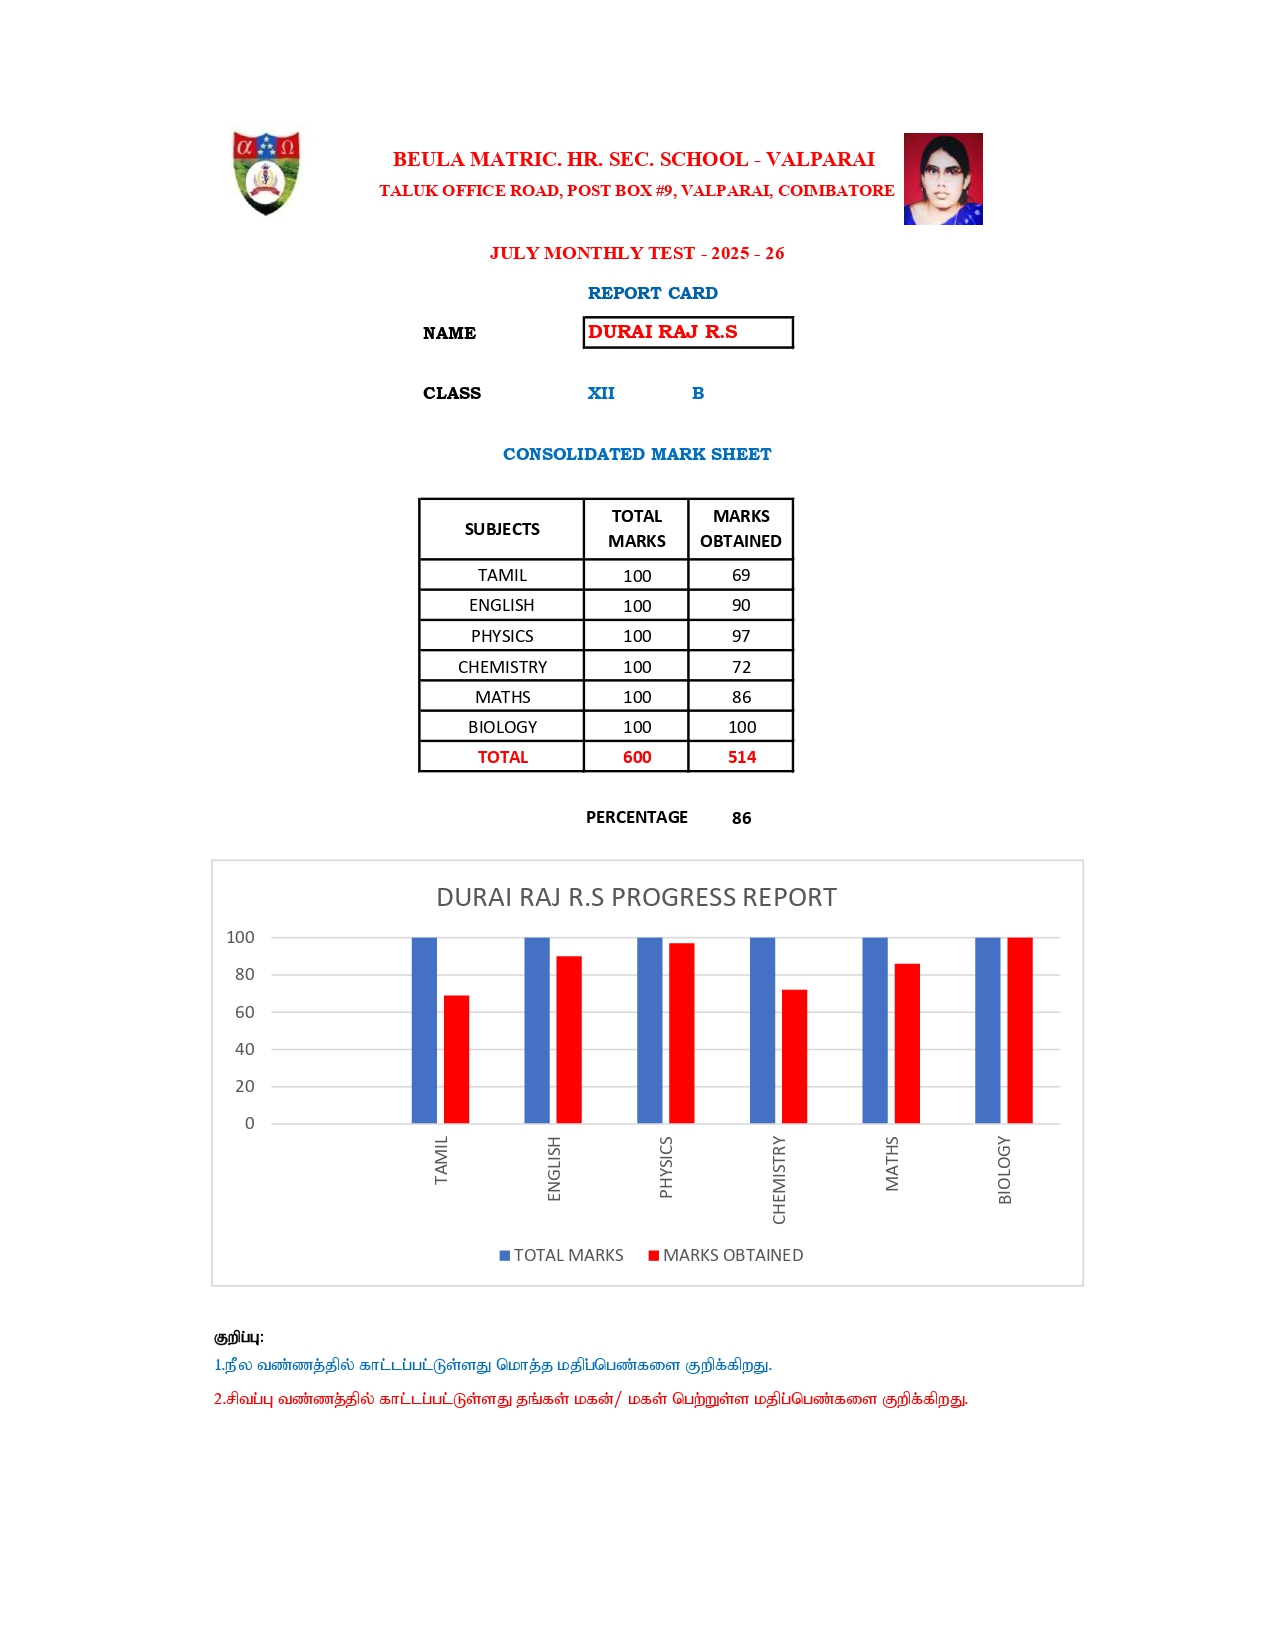 α Ω
BEULA MATRIC. HR. SEC. SCHOOL - VALPARAI
TALUK OFFICE ROAD, POST BOX #9, VALPARAI, COIMBATORE
JULY MONTHLY TEST - 2025 - 26
REPORT CARD
NAME DURAI RAJ R.S
CLASS XII B
CONSOLIDATED MARK SHEET
SUBJECTS TOTAL MARKS MARKS OBTAINED
TAMIL 100 69
ENGLISH 100 90
PHYSICS 100 97
CHEMISTRY 100 72
MATHS 100 86
BIOLOGY 100 100
TOTAL 600 514
PERCENTAGE 86
DURAI RAJ R.S PROGRESS REPORT
100
80
60
40
20
0
TAMIL ENGLISH PHYSICS CHEMISTRY MATHS BIOLOGY
TOTAL MARKS MARKS OBTAINED
குறிப்பு:
1.நீல வண்ணத்தில் காட்டப்பட்டுள்ளது மொத்த மதிப்பெண்களை குறிக்கிறது.
2.சிவப்பு வண்ணத்தில் காட்டப்பட்டுள்ளது தங்கள் மகன்/ மகள் பெற்றுள்ள மதிப்பெண்களை குறிக்கிறது.